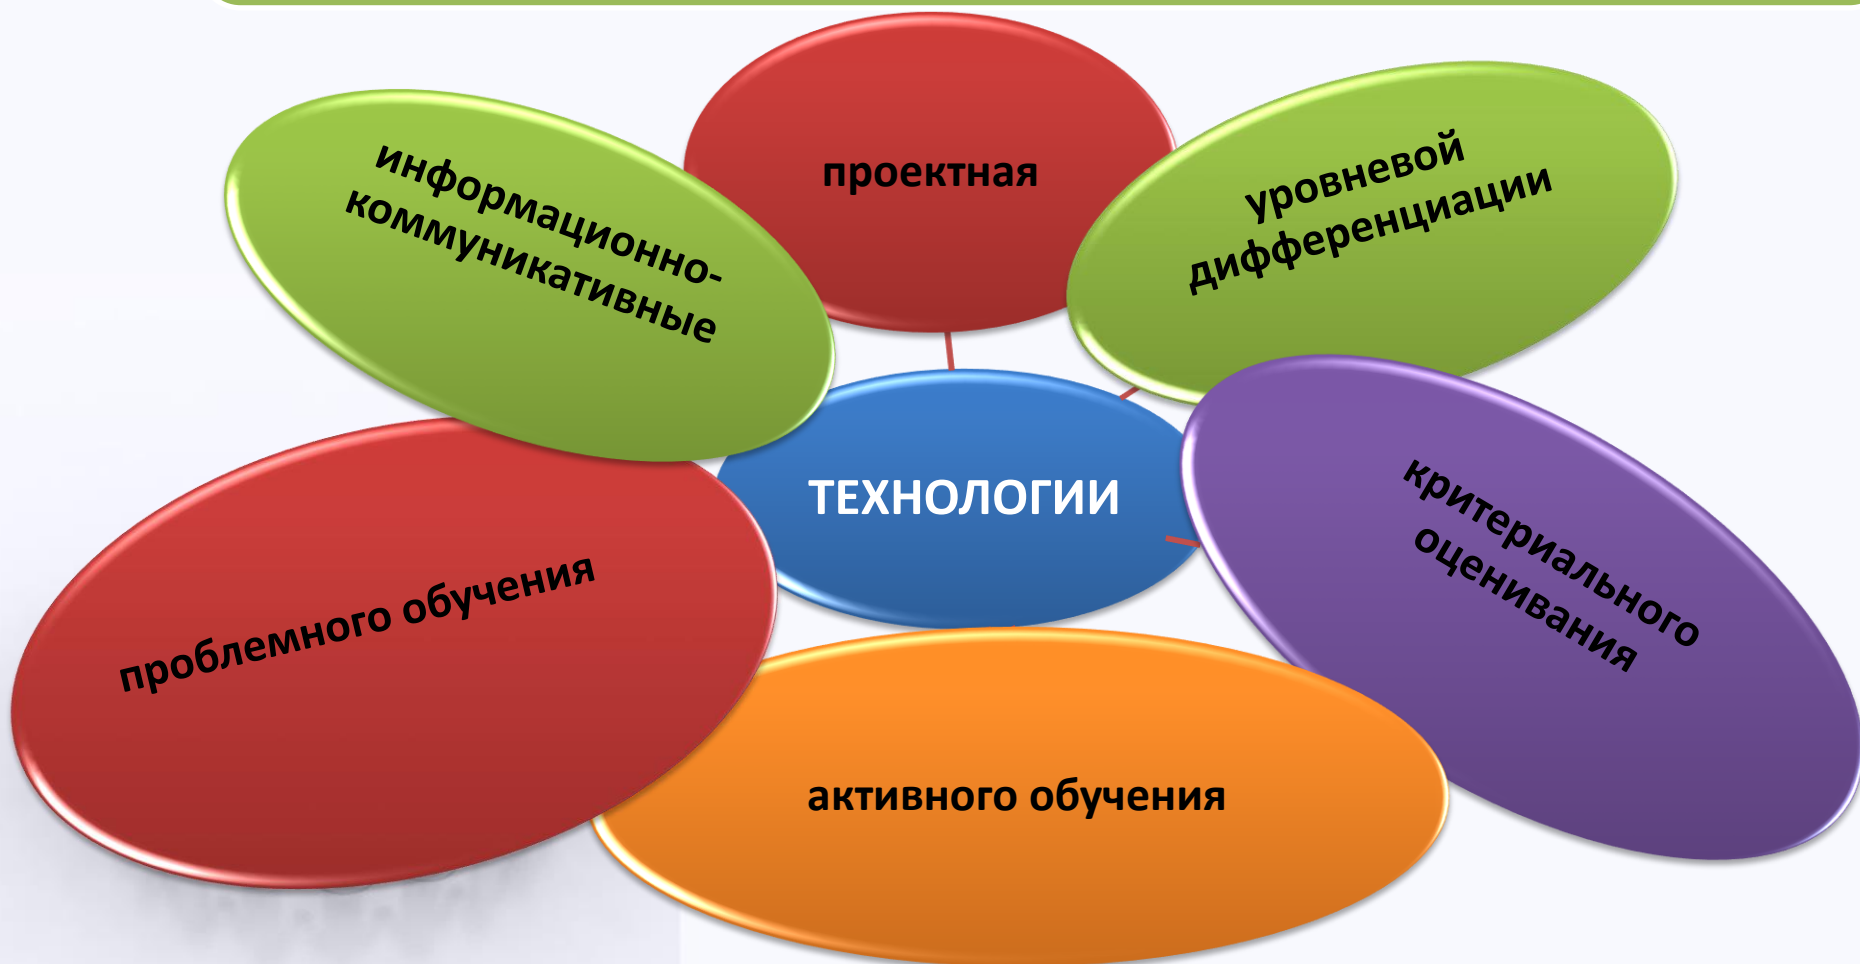 проектная
информационно-
коммуникативные
уровневой
дифференциации
ТЕХНОЛОГИИ
критериального
оценивания
проблемного обучения
активного обучения